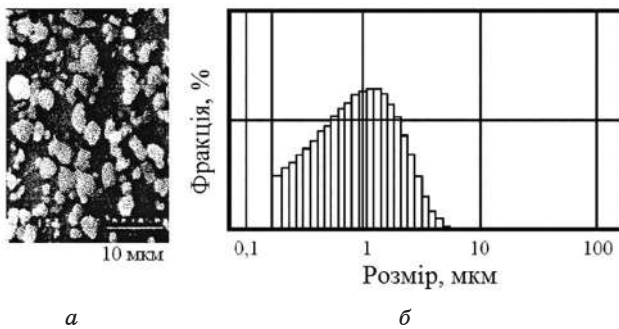 10 мкм
Фракція, %
0,1 1 10 100
Розмір, мкм
а б